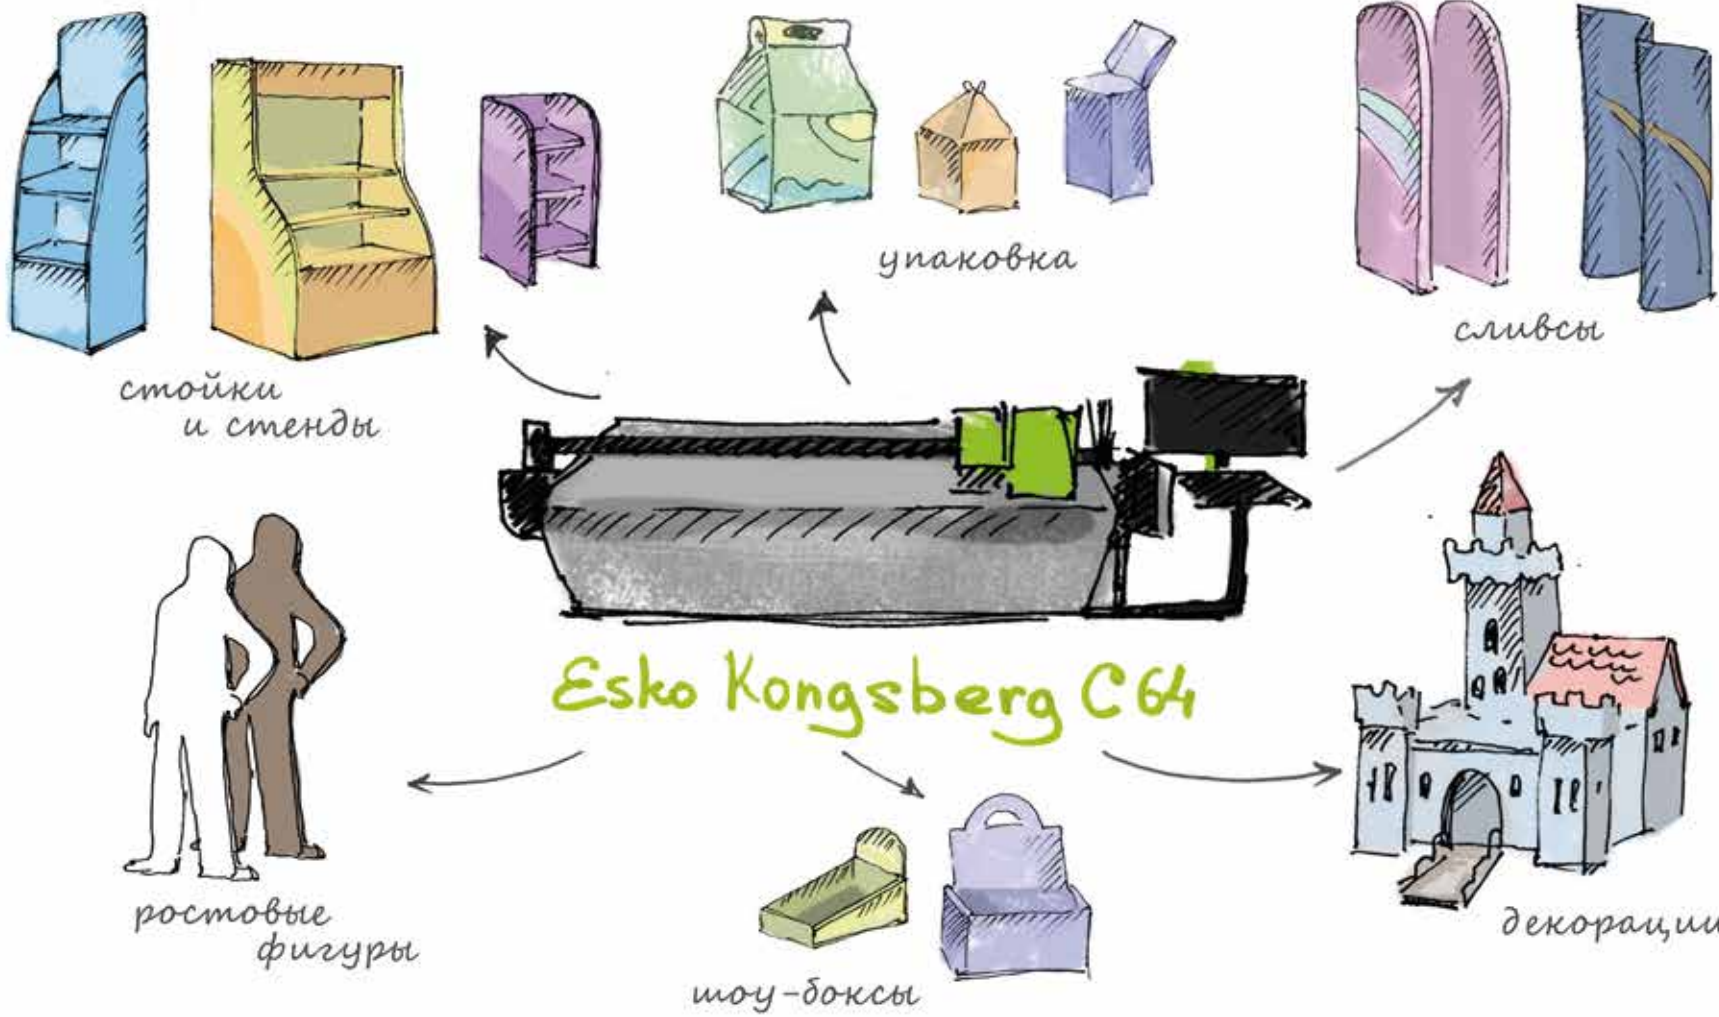 упаковка
сливсы
стойки
и стенды
Esko Kongsberg C64
ростовые
фигуры
шоу-боксы
декорации